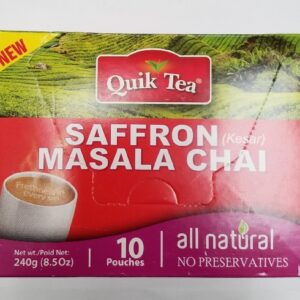 NEW
Quik Tea®
SAFFRON (Kesar)
MASALA CHAI
Net wt./Poid Net:
240g (8.5Oz)
10
Pouches
all natural
NO PRESERVATIVES